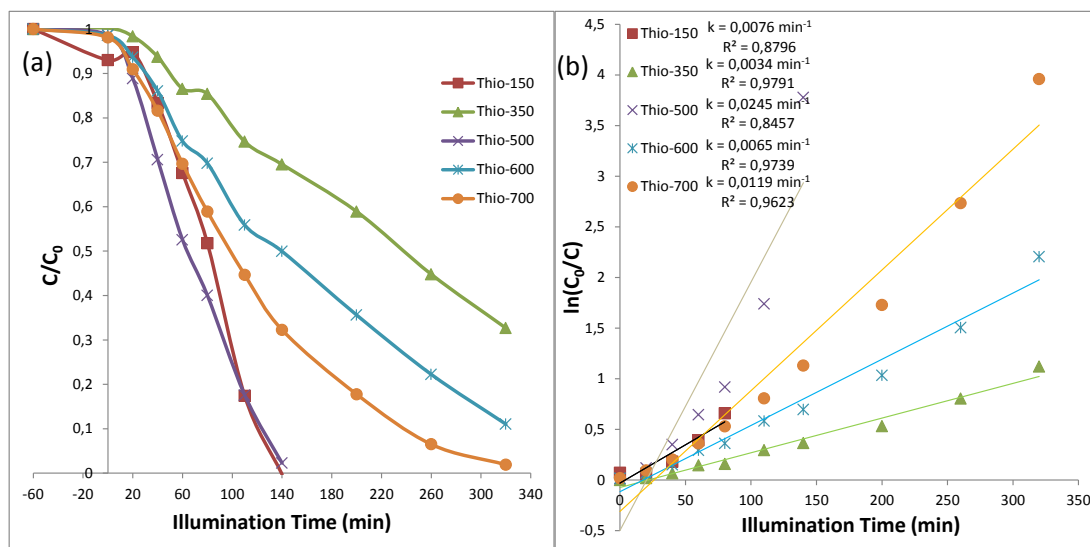 (a)
1
0,9
0,8
0,7
0,6
0,5
0,4
0,3
0,2
0,1
0
C/C₀
-60 20 60 100 140 180 220 260 300 340
Illumination Time (min)
Thio-150
Thio-350
Thio-500
Thio-600
Thio-700
(b)
4,5
4
3,5
3
2,5
2
1,5
1
0,5
0
-0,5
ln(C₀/C)
0 50 100 150 200 250 300 350
Illumination Time (min)
Thio-150 k = 0,0076 min⁻¹
R² = 0,8796
Thio-350 k = 0,0034 min⁻¹
R² = 0,9791
Thio-500 k = 0,0245 min⁻¹
R² = 0,8457
Thio-600 k = 0,0065 min⁻¹
R² = 0,9739
Thio-700 k = 0,0119 min⁻¹
R² = 0,9623